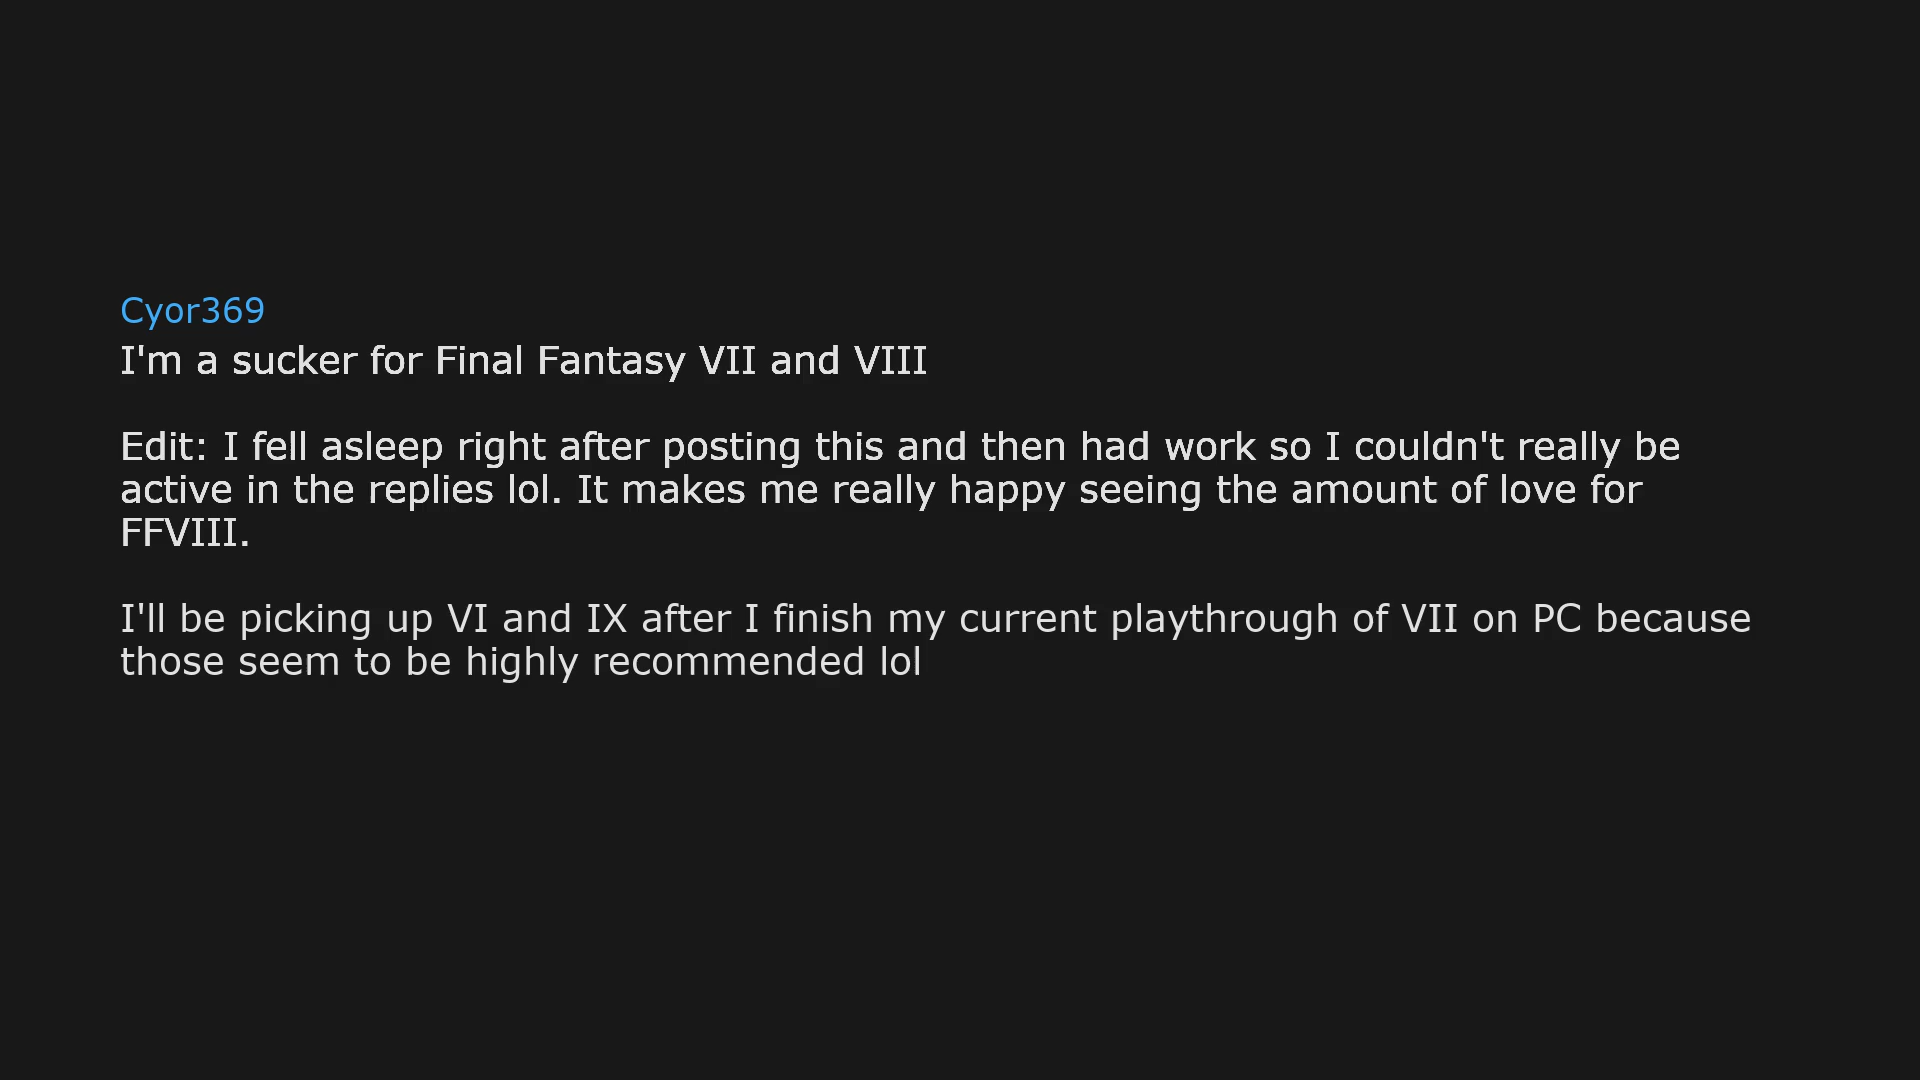 Cyor369
I'm a sucker for Final Fantasy VII and VIII
Edit: I fell asleep right after posting this and then had work so I couldn't really be
active in the replies lol. It makes me really happy seeing the amount of love for
FFVIII.
I'll be picking up VI and IX after I finish my current playthrough of VII on PC because
those seem to be highly recommended lol